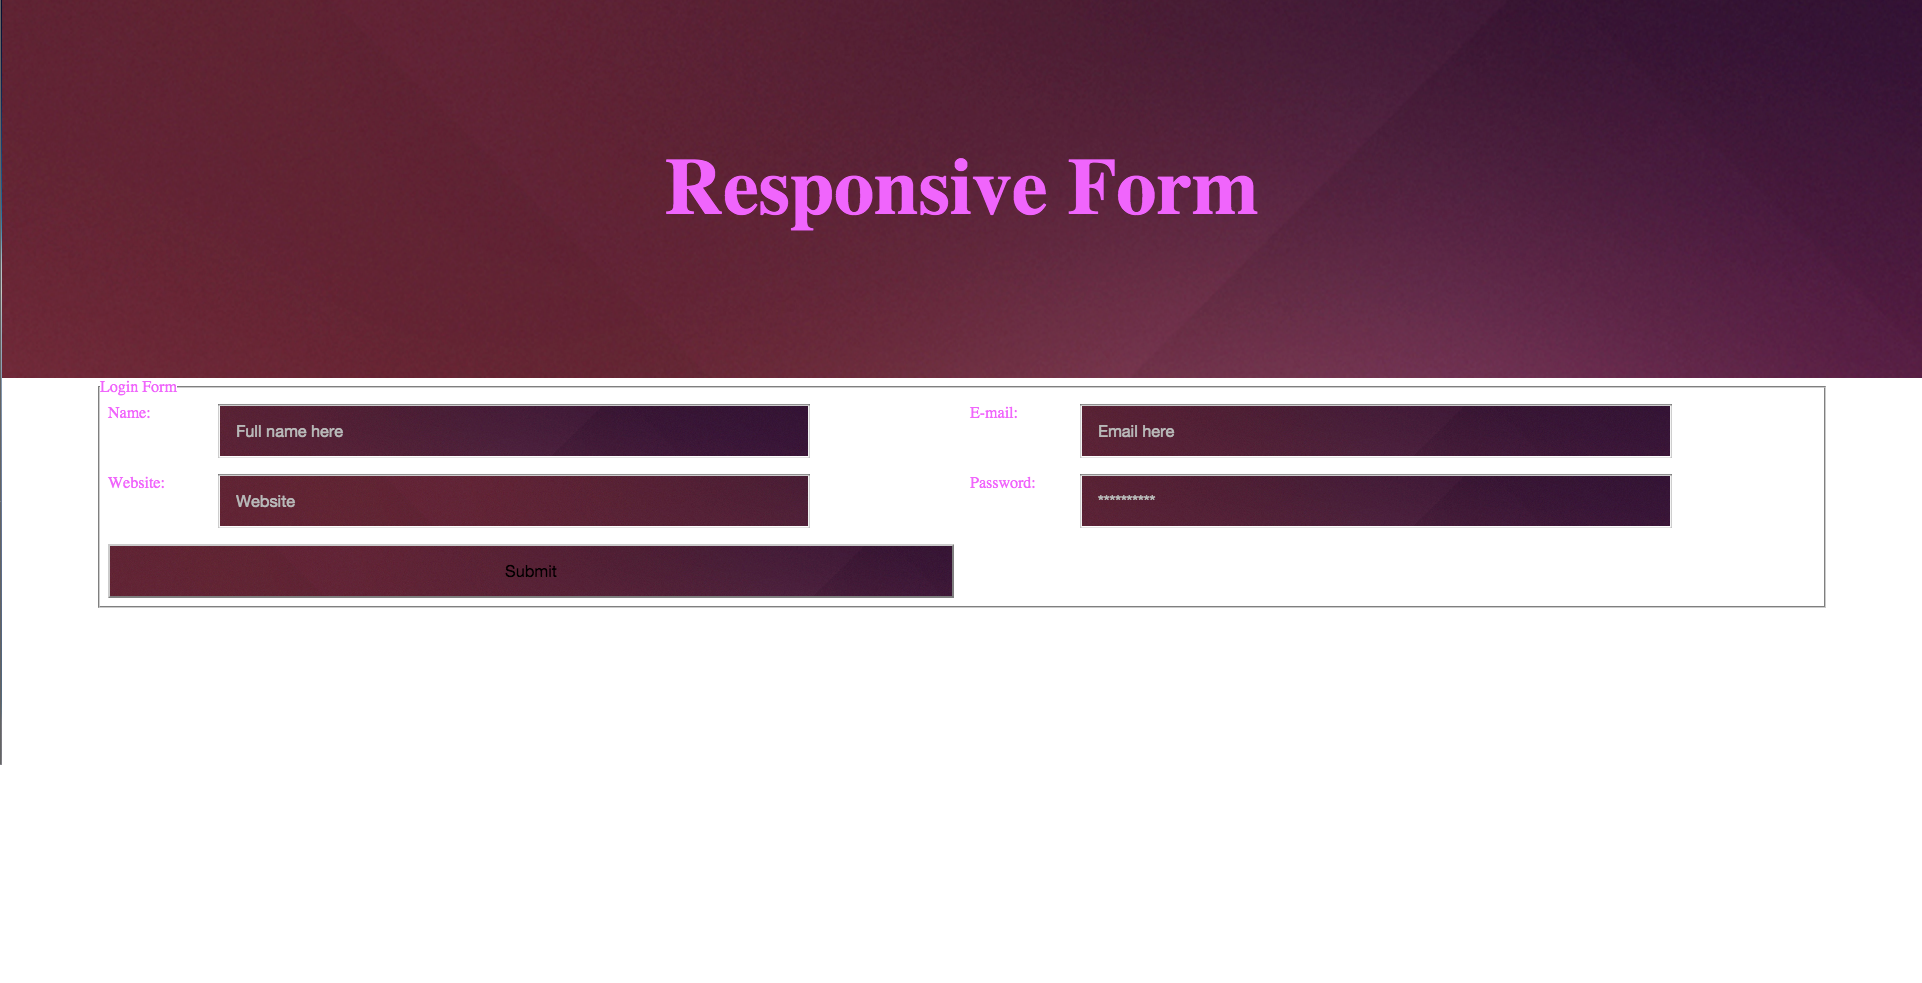 Responsive Form
Login Form
Name:
Full name here
E-mail:
Email here
Website:
Website
Password:
**********
Submit